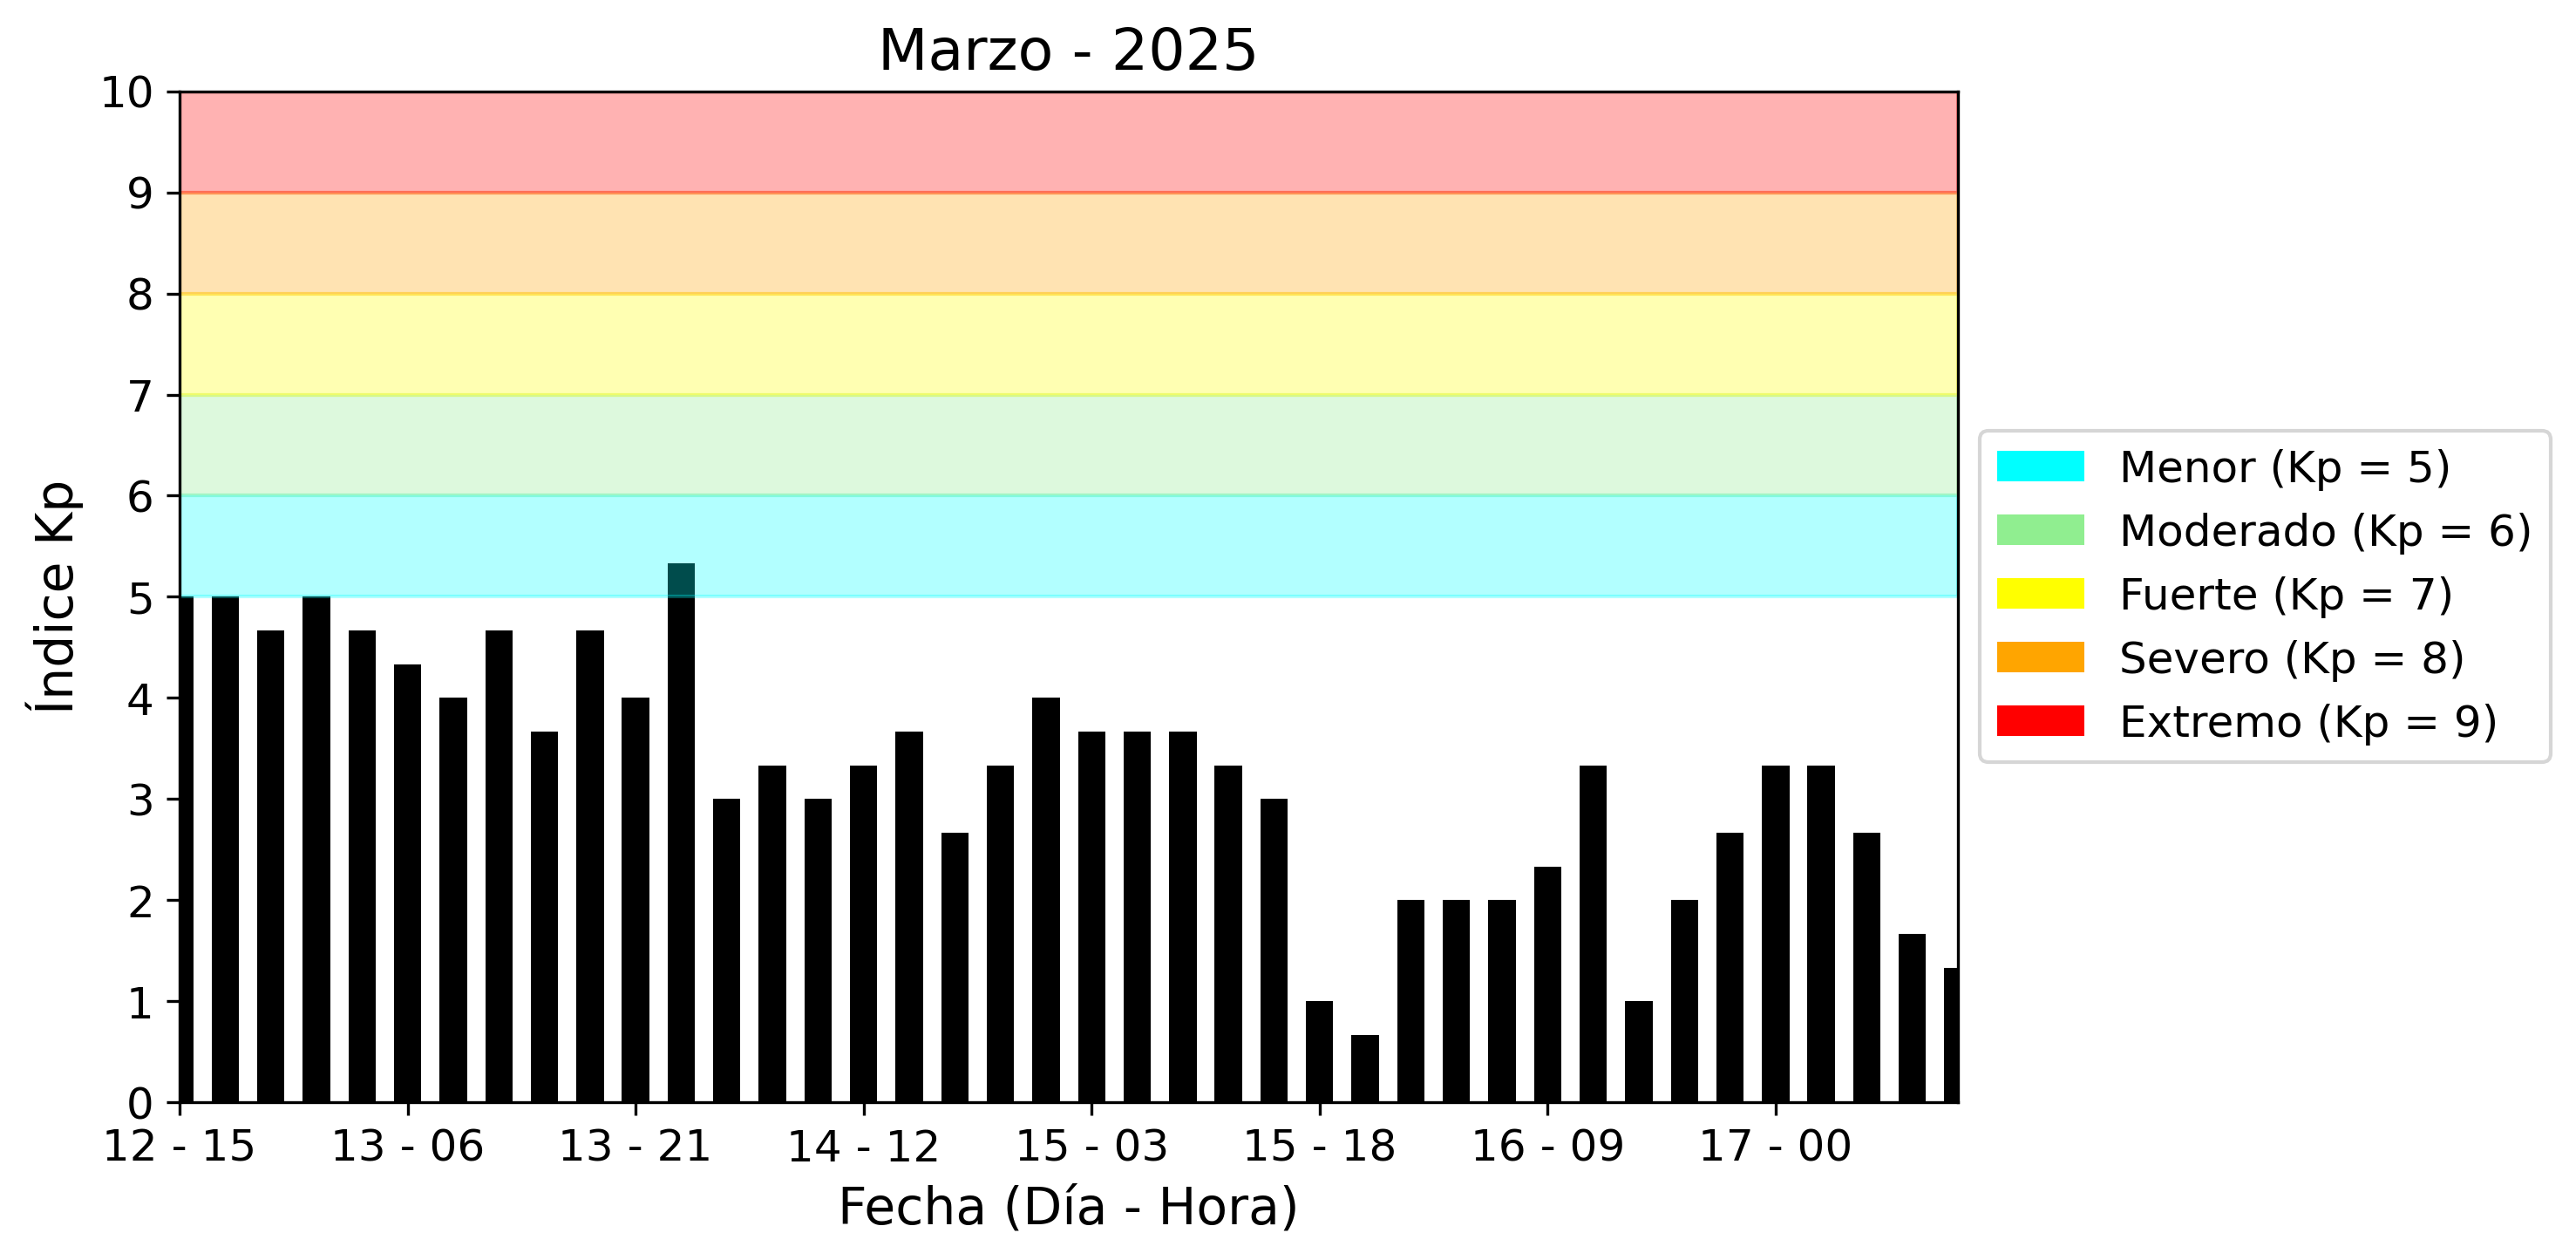 Marzo - 2025
10
9
8
7
6
5
4
3
2
1
0
Índice Kp
12 - 15
13 - 06
13 - 21
14 - 12
15 - 03
15 - 18
16 - 09
17 - 00
Fecha (Día - Hora)
Menor (Kp = 5)
Moderado (Kp = 6)
Fuerte (Kp = 7)
Severo (Kp = 8)
Extremo (Kp = 9)